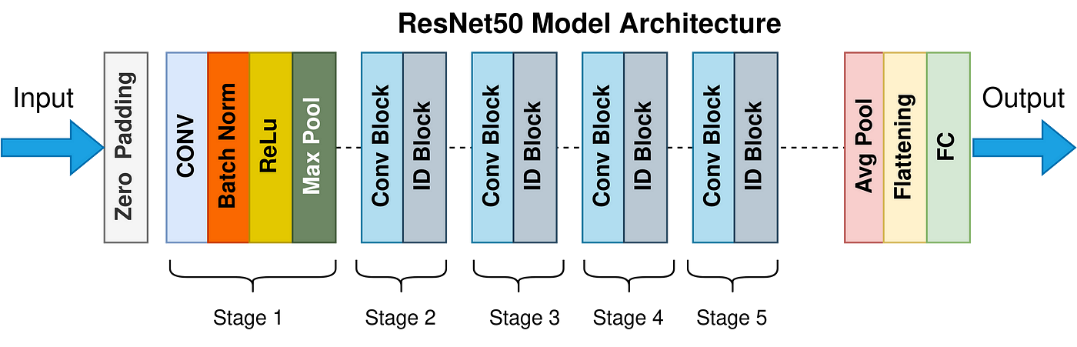 ResNet50 Model Architecture
Input
Zero Padding
CONV
Batch Norm
ReLu
Max Pool
Conv Block
ID Block
Conv Block
ID Block
Conv Block
ID Block
Conv Block
ID Block
Avg Pool
Flattening
FC
Output
Stage 1
Stage 2
Stage 3
Stage 4
Stage 5